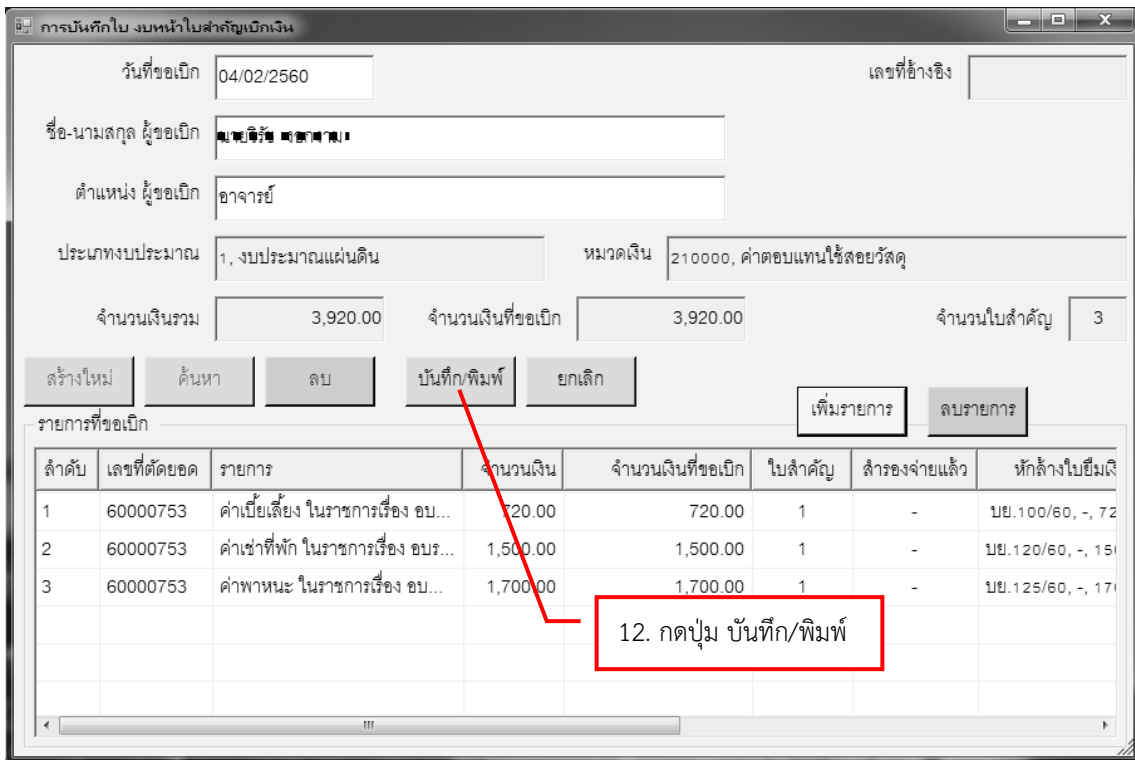 การบันทึกใบ งบหน้าใบสำคัญเบิกเงิน
วันที่ขอเบิก 04/02/2560 เลขที่อ้างอิง
ชื่อ-นามสกุล ผู้ขอเบิก
ตำแหน่ง ผู้ขอเบิก อาจารย์
ประเภทงบประมาณ 1, งบประมาณแผ่นดิน หมวดเงิน 210000, ค่าตอบแทนใช้สอยวัสดุ
จำนวนเงินรวม 3,920.00 จำนวนเงินที่ขอเบิก 3,920.00 จำนวนใบสำคัญ 3
สร้างใหม่ ค้นหา ลบ บันทึก/พิมพ์ ยกเลิก
เพิ่มรายการ ลบรายการ
รายการที่ขอเบิก
ลำดับ เลขที่ตัดยอด รายการ จำนวนเงิน จำนวนเงินที่ขอเบิก ใบสำคัญ สำรองจ่ายแล้ว หักล้างใบยืมเงิ
1 60000753 ค่าเบี้ยเลี้ยง ในราชการเรื่อง อบ... 720.00 720.00 1 - บย.100/60, -, 72
2 60000753 ค่าเช่าที่พัก ในราชการเรื่อง อบร... 1,500.00 1,500.00 1 - บย.120/60, -, 150
3 60000753 ค่าพาหนะ ในราชการเรื่อง อบ... 1,700.00 1,700.00 1 - บย.125/60, -, 170
12. กดปุ่ม บันทึก/พิมพ์